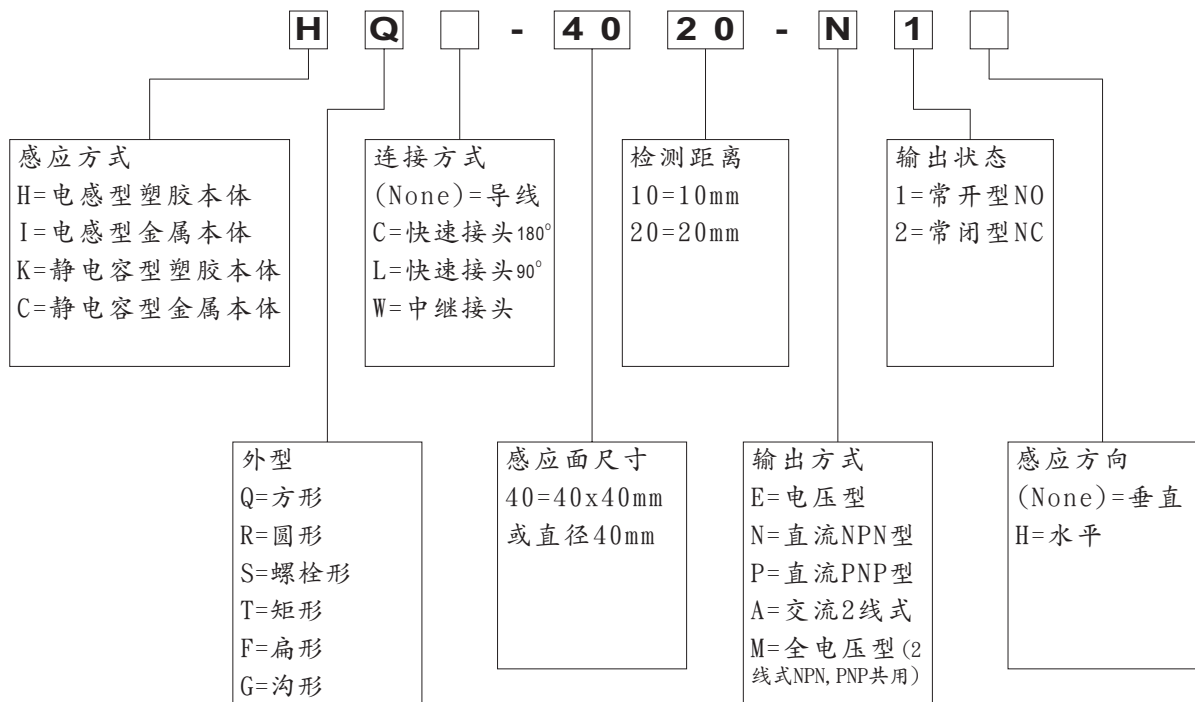 H Q - 40 20 - N 1
感应方式
H=电感型塑胶本体
I=电感型金属本体
K=静电容型塑胶本体
C=静电容型金属本体
连接方式
(None)=导线
C=快速接头180°
L=快速接头90°
W=中继接头
检测距离
10=10mm
20=20mm
输出状态
1=常开型NO
2=常闭型NC
外型
Q=方形
R=圆形
S=螺栓形
T=矩形
F=扁形
G=沟形
感应面尺寸
40=40x40mm
或直径40mm
输出方式
E=电压型
N=直流NPN型
P=直流PNP型
A=交流2线式
M=全电压型(2
线式NPN,PNP共用)
感应方向
(None)=垂直
H=水平